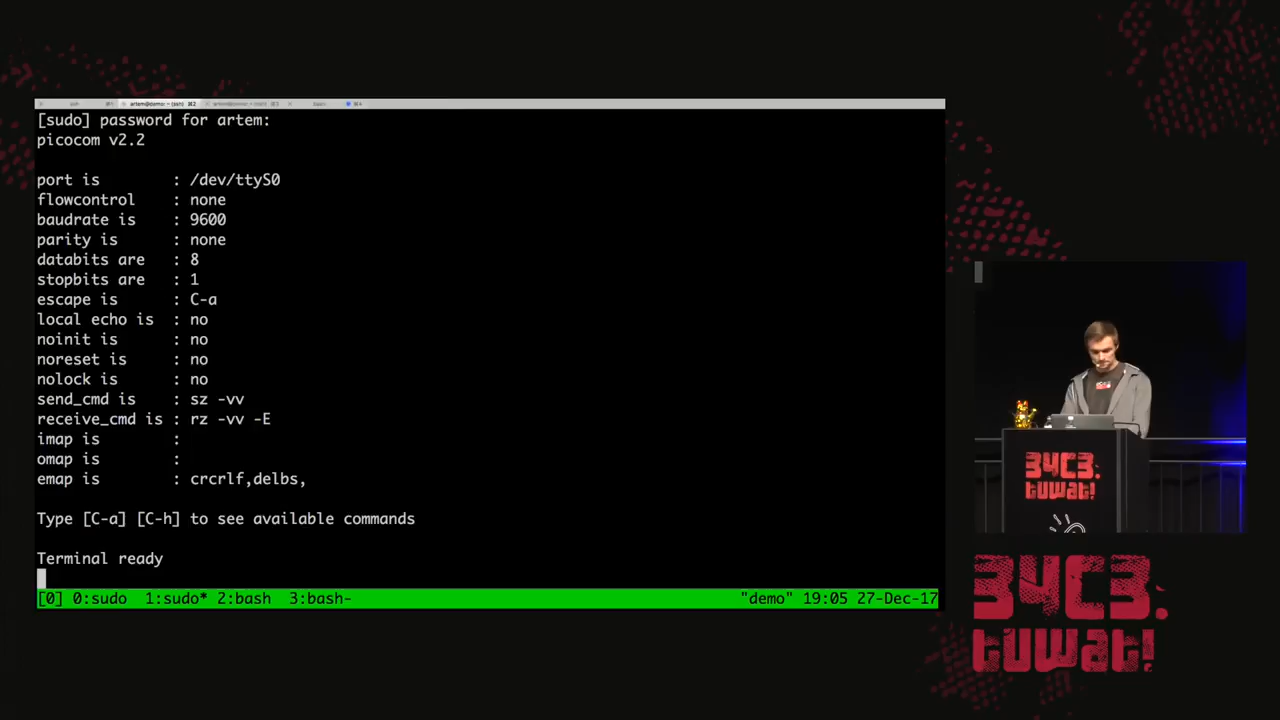 [sudo] password for artem:
picocom v2.2
port is : /dev/ttyS0
flowcontrol : none
baudrate is : 9600
parity is : none
databits are : 8
stopbits are : 1
escape is : C-a
local echo is : no
noinit is : no
noreset is : no
nolock is : no
send_cmd is : sz -vv
receive_cmd is : rz -vv -E
imap is :
omap is :
emap is : crcrlf,delbs,
Type [C-a] [C-h] to see available commands
Terminal ready
[0] 0:sudo 1:sudo* 2:bash 3:bash- "demo" 19:05 27-Dec-17
34C3.
tuwat!
34C3.
tuwat!